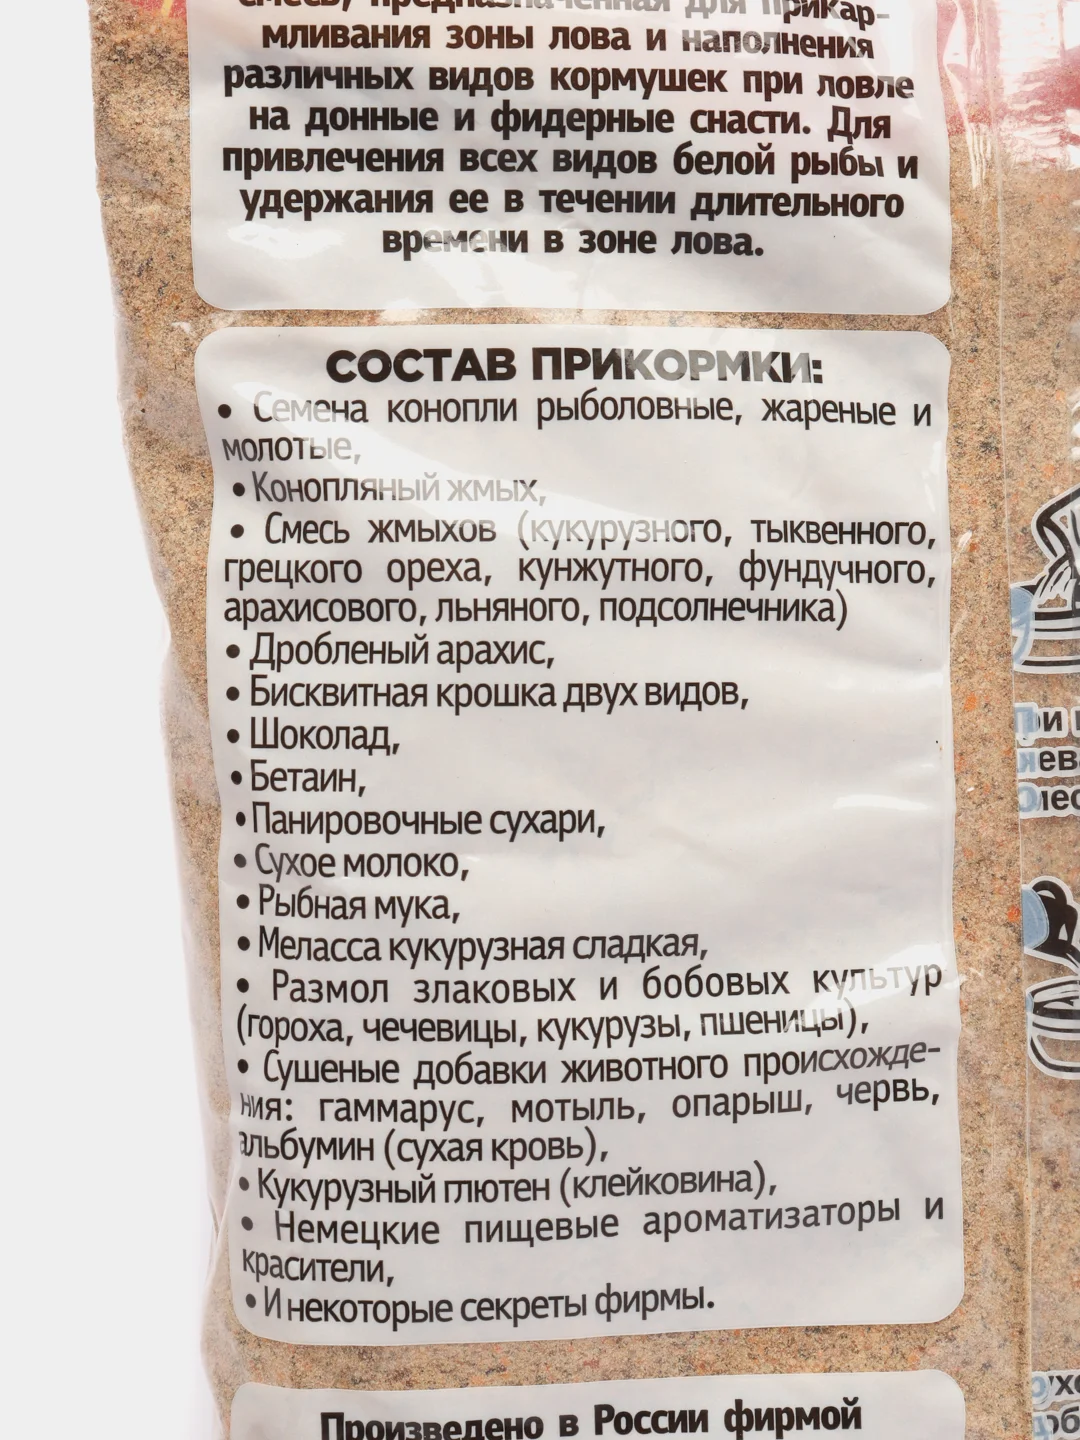 смесь, предназначенная для прикар-
мливания зоны лова и наполнения
различных видов кормушек при ловле
на донные и фидерные снасти. Для
привлечения всех видов белой рыбы и
удержания ее в течении длительного
времени в зоне лова.
СОСТАВ ПРИКОРМКИ:
• Семена конопли рыболовные, жареные и
молотые,
• Конопляный жмых,
• Смесь жмыхов (кукурузного, тыквенного,
грецкого ореха, кунжутного, фундучного,
арахисового, льняного, подсолнечника)
• Дробленый арахис,
• Бисквитная крошка двух видов,
• Шоколад,
• Бетаин,
• Панировочные сухари,
• Сухое молоко,
• Рыбная мука,
• Меласса кукурузная сладкая,
• Размол злаковых и бобовых культур
(гороха, чечевицы, кукурузы, пшеницы),
• Сушеные добавки животного происхожде-
ния: гаммарус, мотыль, опарыш, червь,
альбумин (сухая кровь),
• Кукурузный глютен (клейковина),
• Немецкие пищевые ароматизаторы и
красители,
• И некоторые секреты фирмы.
Произведено в России фирмой